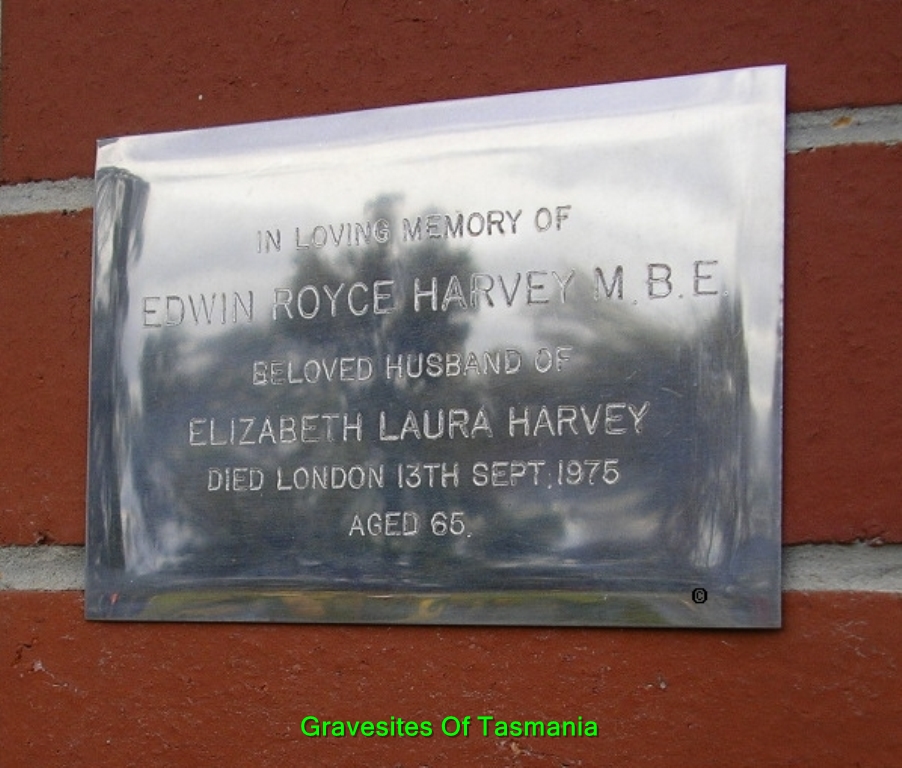 IN LOVING MEMORY OF
EDWIN ROYCE HARVEY M.B.E.
BELOVED HUSBAND OF
ELIZABETH LAURA HARVEY
DIED LONDON 13TH SEPT. 1975
AGED 65.
©
Gravesites Of Tasmania